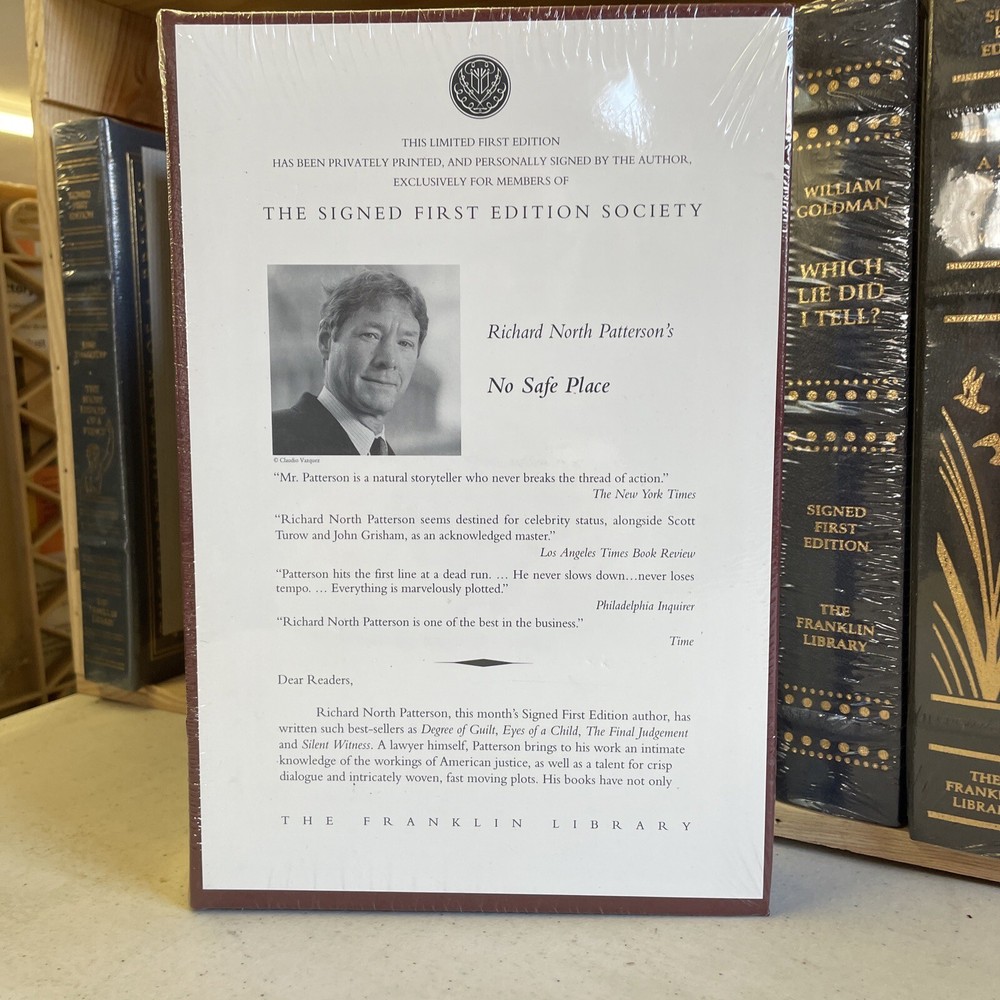 THIS LIMITED FIRST EDITION
HAS BEEN PRIVATELY PRINTED, AND PERSONALLY SIGNED BY THE AUTHOR,
EXCLUSIVELY FOR MEMBERS OF
THE SIGNED FIRST EDITION SOCIETY
Richard North Patterson's
No Safe Place
© Claudio Vazquez
“Mr. Patterson is a natural storyteller who never breaks the thread of action.”
The New York Times
“Richard North Patterson seems destined for celebrity status, alongside Scott
Turow and John Grisham, as an acknowledged master.”
Los Angeles Times Book Review
“Patterson hits the first line at a dead run. … He never slows down…never loses
tempo. … Everything is marvelously plotted.”
Philadelphia Inquirer
“Richard North Patterson is one of the best in the business.”
Time
Dear Readers,
Richard North Patterson, this month's Signed First Edition author, has
written such best-sellers as Degree of Guilt, Eyes of a Child, The Final Judgement
and Silent Witness. A lawyer himself, Patterson brings to his work an intimate
knowledge of the workings of American justice, as well as a talent for crisp
dialogue and intricately woven, fast moving plots. His books have not only
THE FRANKLIN LIBRARY
WILLIAM
GOLDMAN
WHICH
LIE DID
I TELL?
SIGNED
FIRST
EDITION
THE
FRANKLIN
LIBRARY
SIGNED
FIRST
EDITION
THE